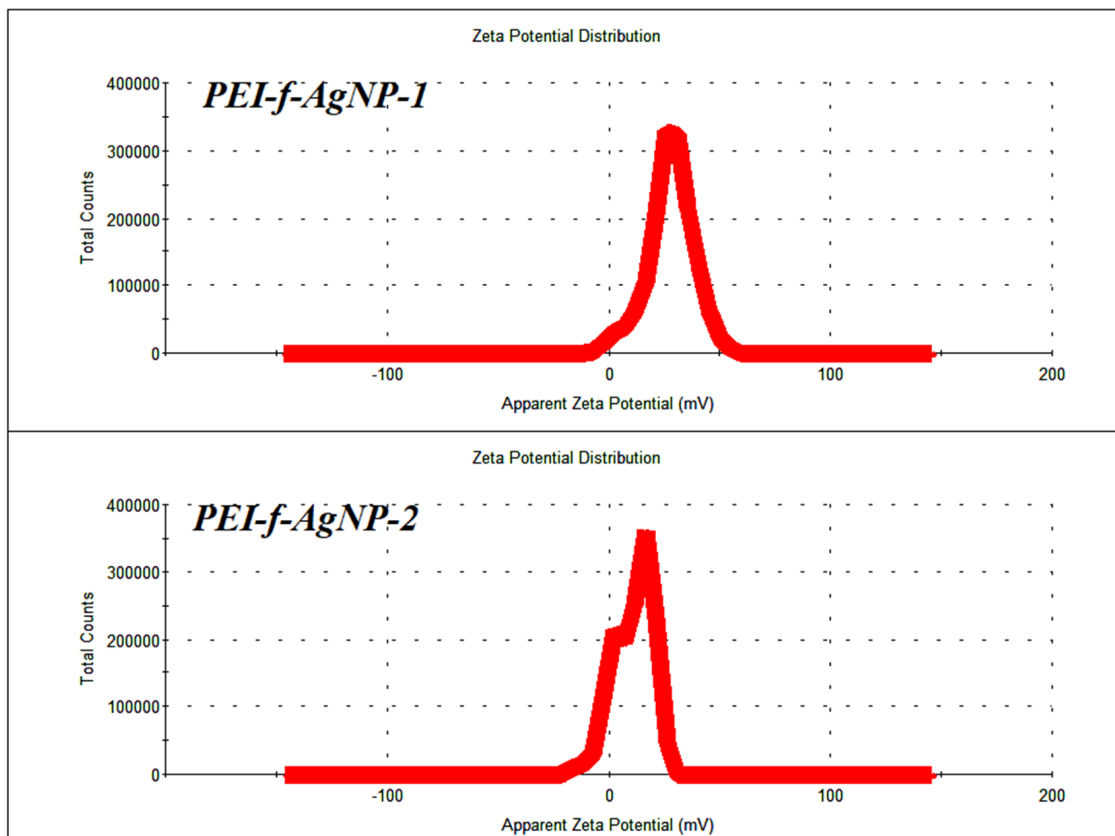 Zeta Potential Distribution
PEI-f-AgNP-1
400000
300000
200000
100000
0
Total Counts
-100 0 100 200
Apparent Zeta Potential (mV)
Zeta Potential Distribution
PEI-f-AgNP-2
400000
300000
200000
100000
0
Total Counts
-100 0 100 200
Apparent Zeta Potential (mV)